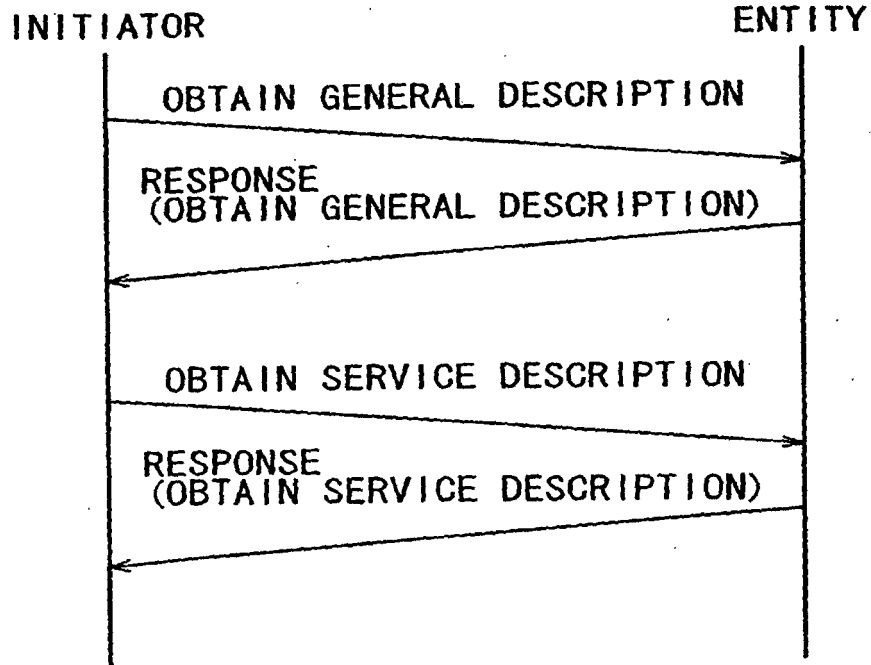 INITIATOR
ENTITY
OBTAIN GENERAL DESCRIPTION
RESPONSE
(OBTAIN GENERAL DESCRIPTION)
OBTAIN SERVICE DESCRIPTION
RESPONSE
(OBTAIN SERVICE DESCRIPTION)